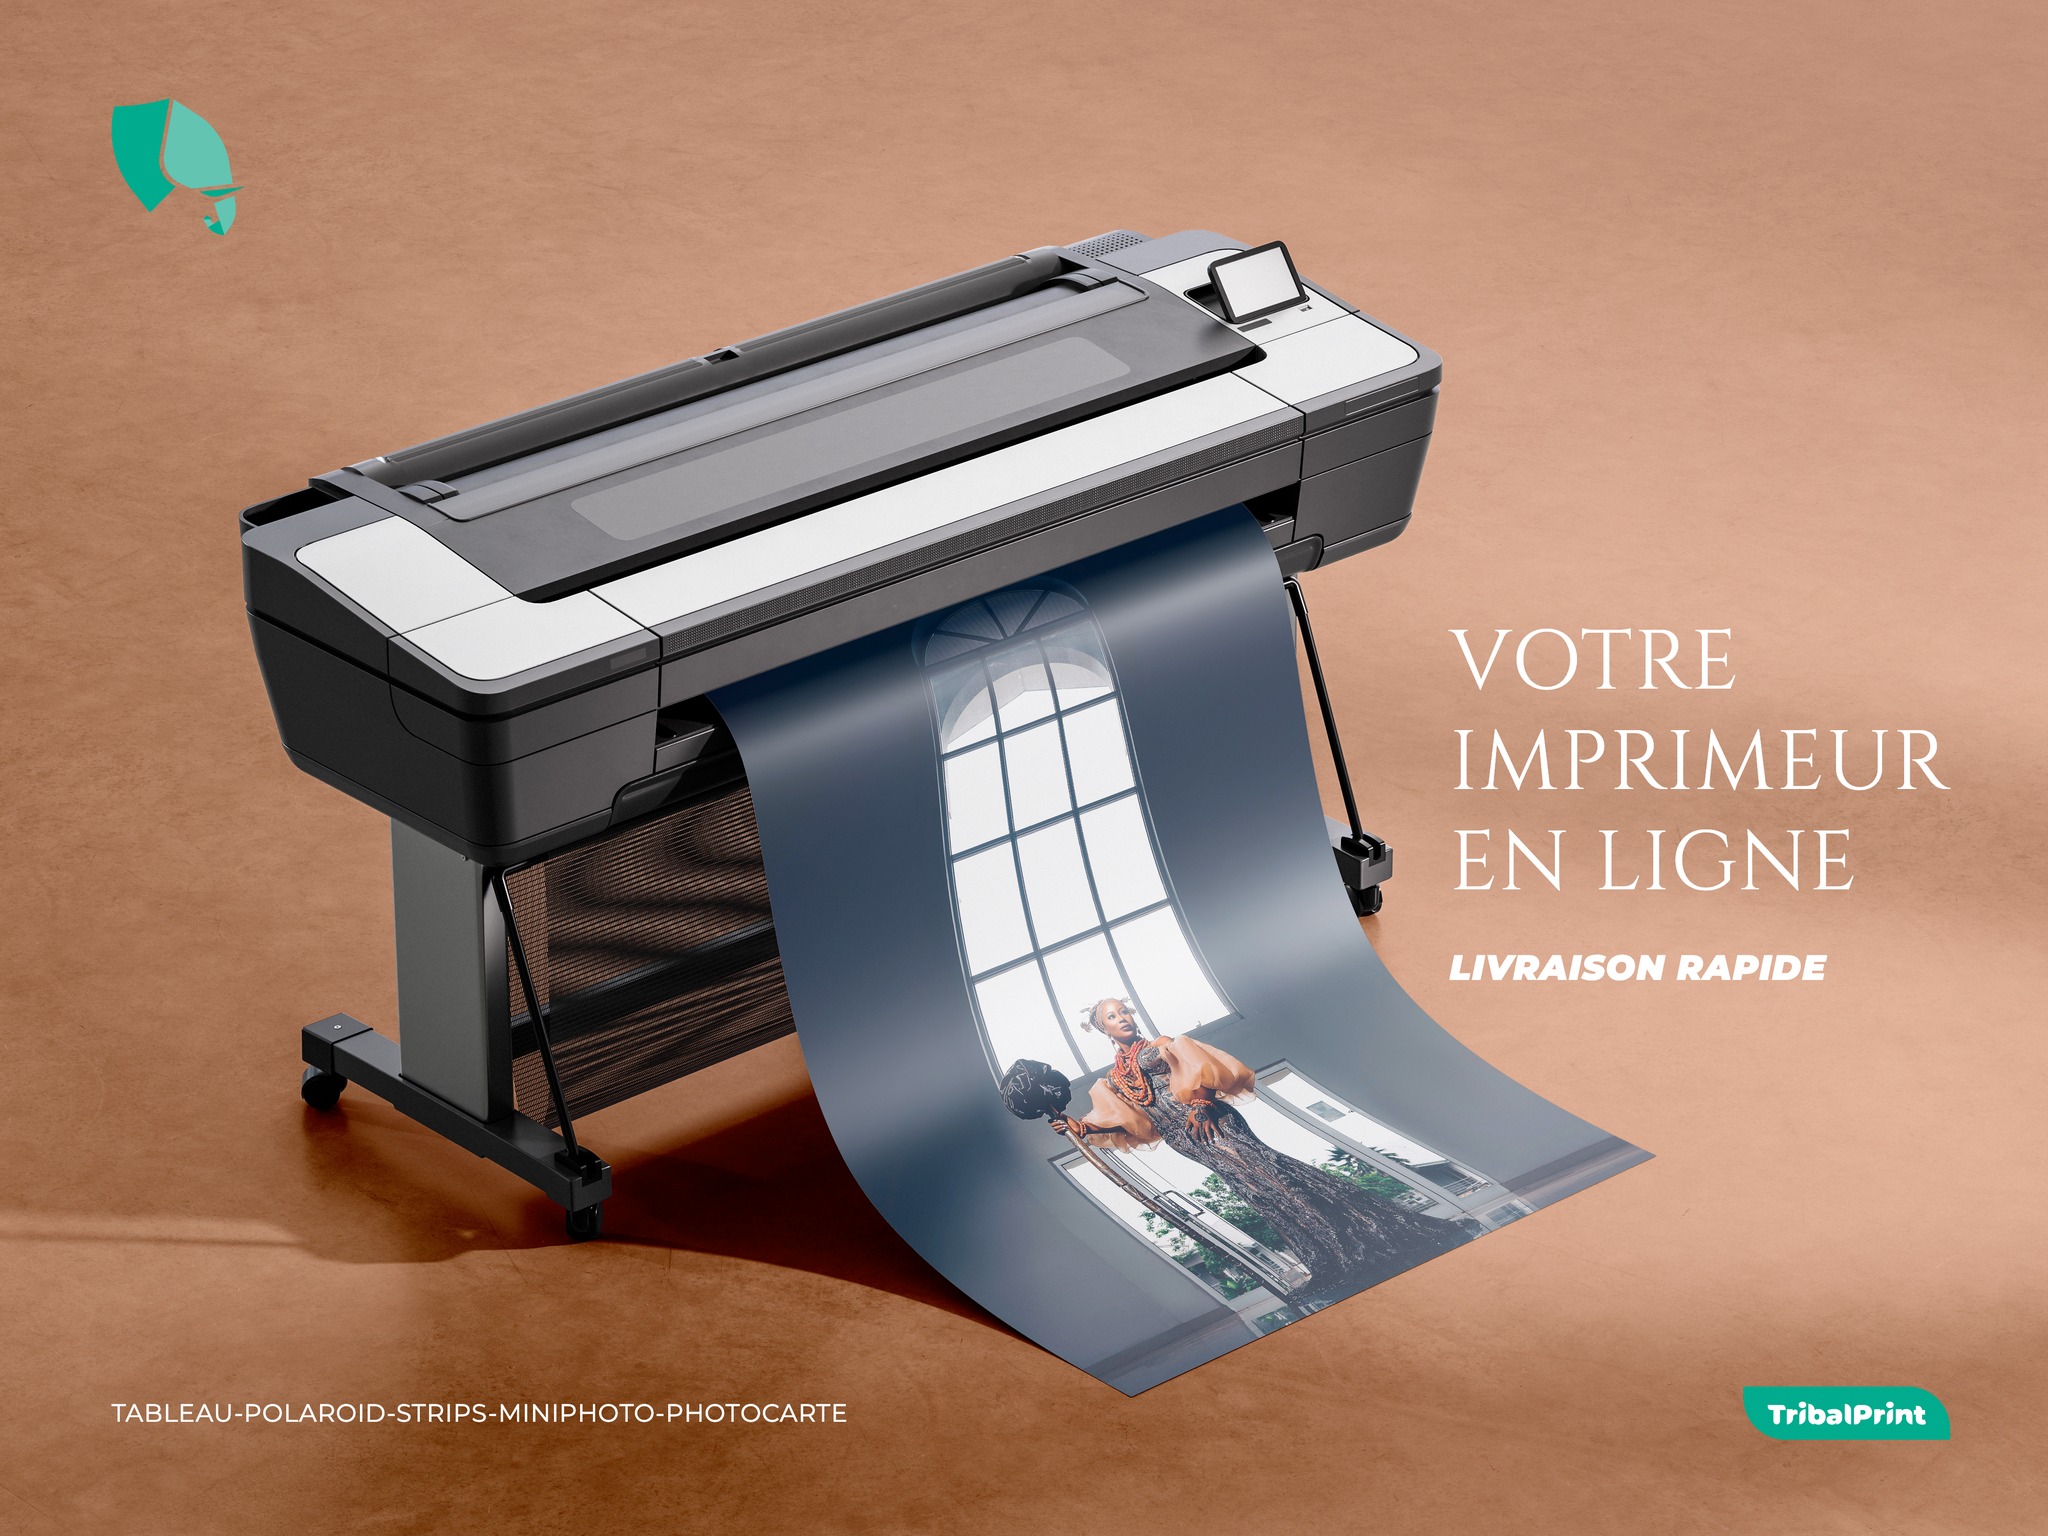 VOTRE
IMPRIMEUR
EN LIGNE
LIVRAISON RAPIDE
TABLEAU-POLAROID-STRIPS-MINIPHOTO-PHOTOCARTE
TribalPrint